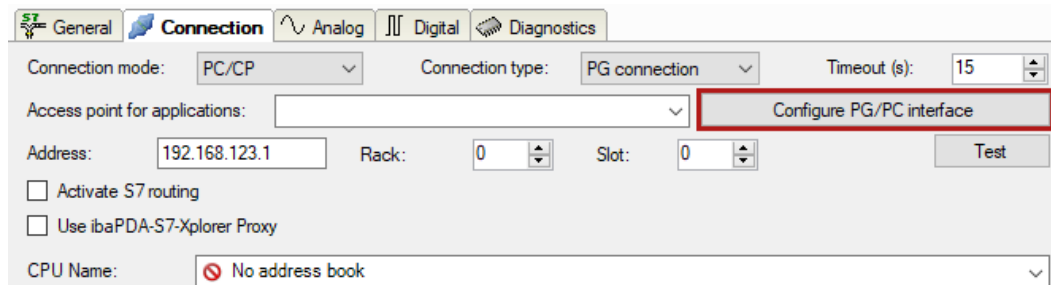 S7 General Connection Analog Digital Diagnostics
Connection mode: PC/CP Connection type: PG connection Timeout (s): 15
Access point for applications: Configure PG/PC interface
Address: 192.168.123.1 Rack: 0 Slot: 0 Test
Activate S7 routing
Use ibaPDA-S7-Xplorer Proxy
CPU Name: No address book